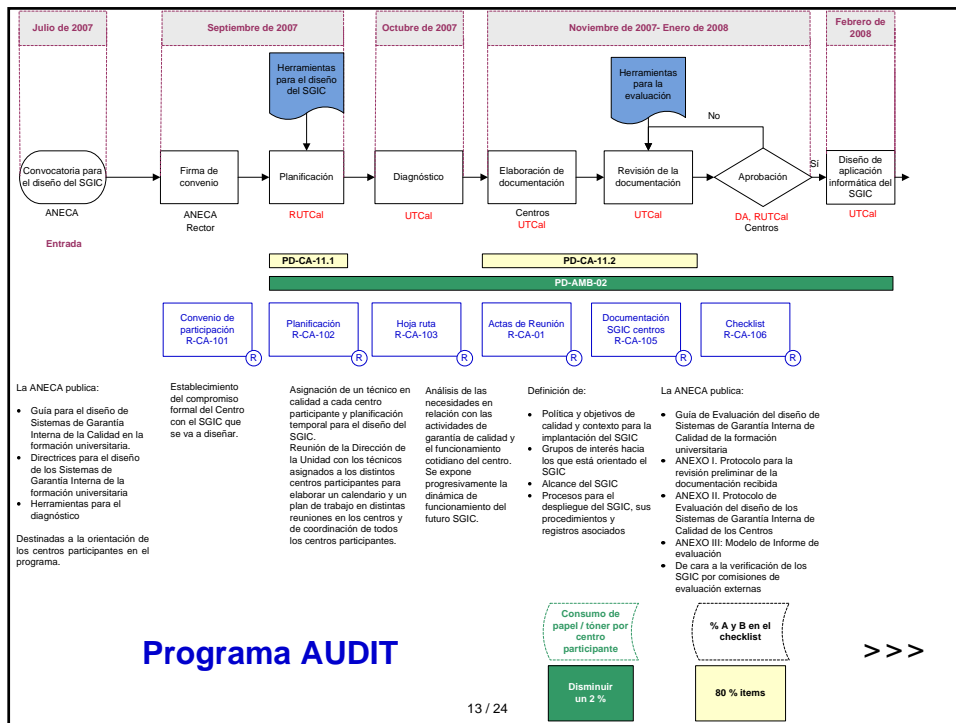 Julio de 2007
Septiembre de 2007
Octubre de 2007
Noviembre de 2007- Enero de 2008
Febrero de
2008
Herramientas
para el diseño
del SGIC
Herramientas
para la
evaluación
No
Convocatoria para
el diseño del SGIC
Firma de
convenio
Planificación
Diagnóstico
Elaboración de
documentación
Revisión de la
documentación
Aprobación
Sí
Diseño de
aplicación
informática del
SGIC
ANECA
ANECA
Rector
RUTCal
UTCal
Centros
UTCal
UTCal
DA, RUTCal
Centros
UTCal
Entrada
PD-CA-11.1
PD-CA-11.2
PD-AMB-02
Convenio de
participación
R-CA-101
R
Planificación
R-CA-102
R
Hoja ruta
R-CA-103
R
Actas de Reunión
R-CA-01
R
Documentación
SGIC centros
R-CA-105
R
Checklist
R-CA-106
R
La ANECA publica:
• Guía para el diseño de
Sistemas de Garantía
Interna de la Calidad en la
formación universitaria.
• Directrices para el diseño
de los Sistemas de
Garantía Interna de la
formación universitaria
• Herramientas para el
diagnóstico
Destinadas a la orientación de
los centros participantes en el
programa.
Establecimiento
del compromiso
formal del Centro
con el SGIC que
se va a diseñar.
Asignación de un técnico en
calidad a cada centro
participante y planificación
temporal para el diseño del
SGIC.
Reunión de la Dirección de
la Unidad con los técnicos
asignados a los distintos
centros participantes para
elaborar un calendario y un
plan de trabajo en distintas
reuniones en los centros y
de coordinación de todos
los centros participantes.
Análisis de las
necesidades en
relación con las
actividades de
garantía de calidad y
el funcionamiento
cotidiano del centro.
Se expone
progresivamente la
dinámica de
funcionamiento del
futuro SGIC.
Definición de:
• Política y objetivos de
calidad y contexto para la
implantación del SGIC
• Grupos de interés hacia
los que está orientado el
SGIC
• Alcance del SGIC
• Procesos para el
despliegue del SGIC, sus
procedimientos y
registros asociados
La ANECA publica:
• Guía de Evaluación del diseño de
Sistemas de Garantía Interna de
Calidad de la formación
universitaria
• ANEXO I. Protocolo para la
revisión preliminar de la
documentación recibida
• ANEXO II. Protocolo de
Evaluación del diseño de los
Sistemas de Garantía Interna de
Calidad de los Centros
• ANEXO III: Modelo de Informe de
evaluación
• De cara a la verificación de los
SGIC por comisiones de
evaluación externas
Consumo de
papel / tóner por
centro
participante
% A y B en el
checklist
Programa AUDIT
>>>
Disminuir
un 2 %
80 % items
13 / 24